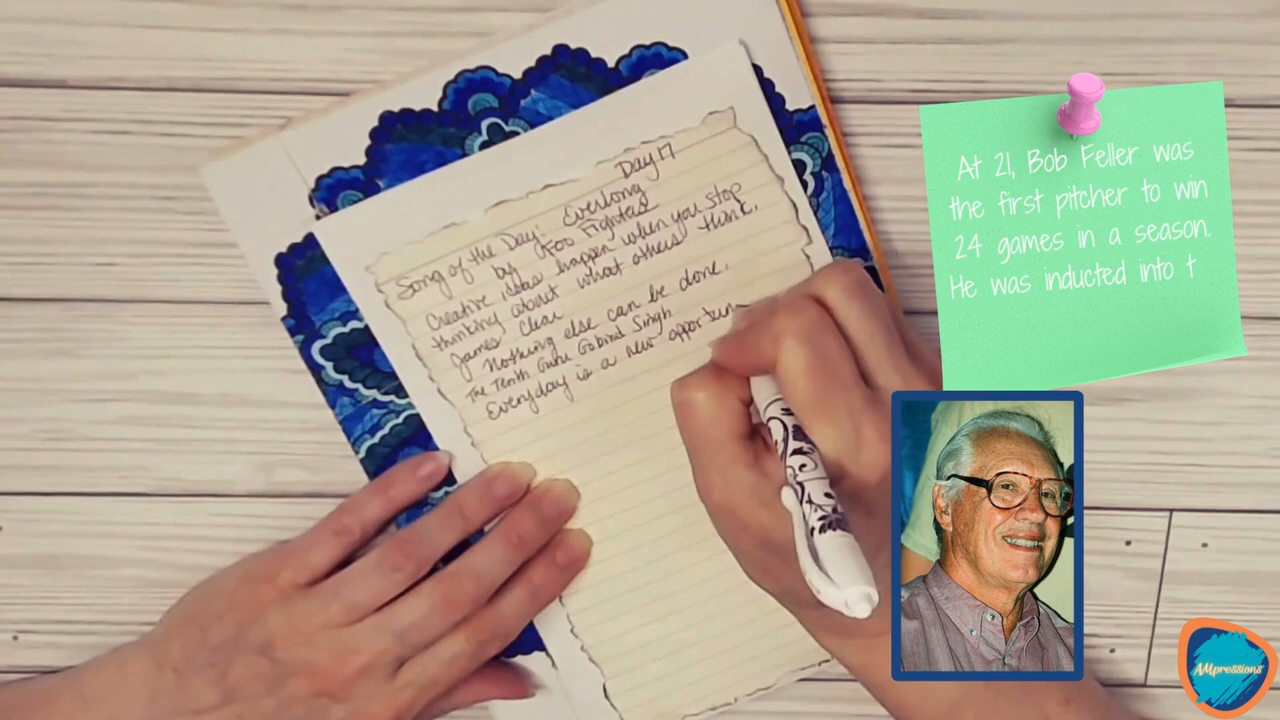 Day 17
Song of the Day: Everlong
by Foo Fighters
Creative ideas happen when you stop
thinking about what others think.
James Clear
Nothing else can be done.
The Tenth Guru Gobind Singh
Everyday is a new opportun
At 21, Bob Feller was
the first pitcher to win
24 games in a season.
He was inducted into t
AMpressions